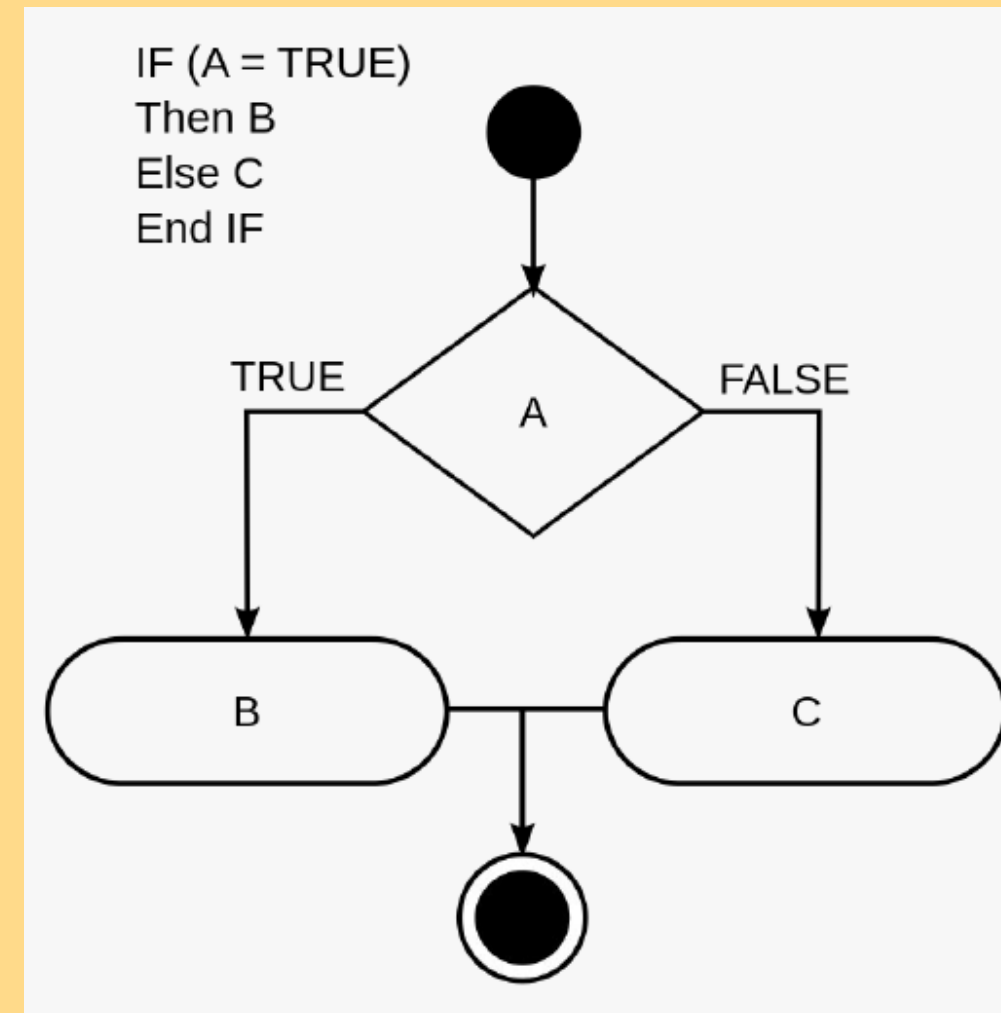 IF (A = TRUE)
Then B
Else C
End IF
TRUE
FALSE
A
B
C